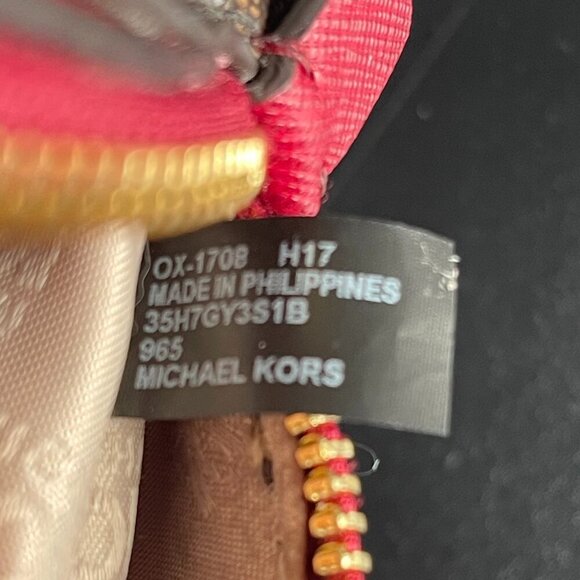 OX-1708 H17
MADE IN PHILIPPINES
35H7GY3S1B
965
MICHAEL KORS